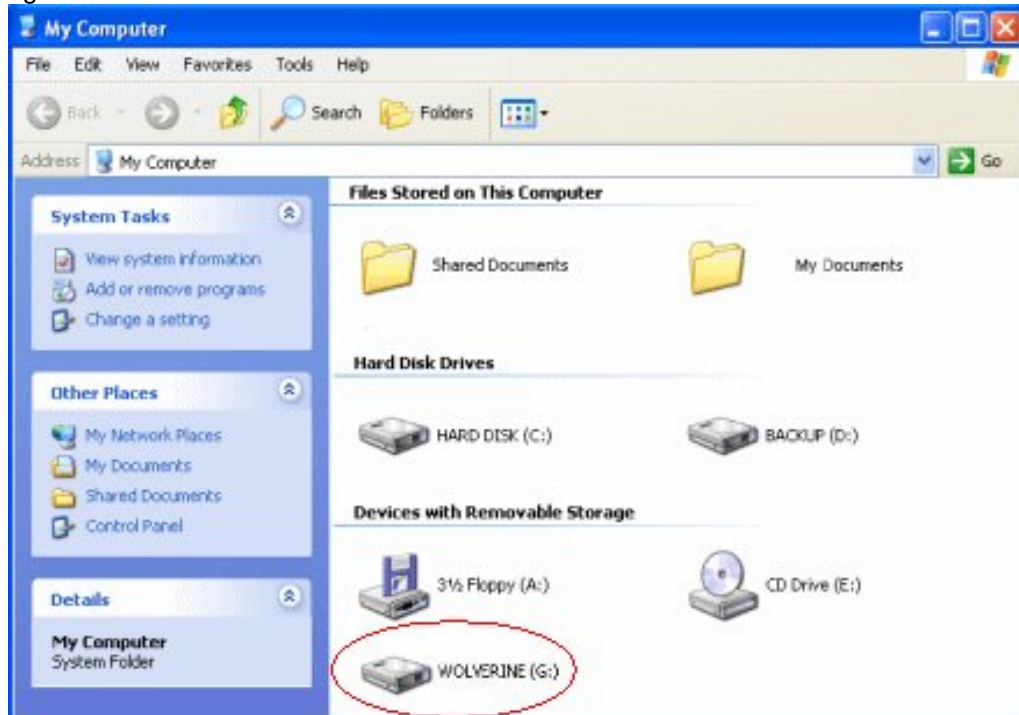 My Computer
File Edit View Favorites Tools Help
Back Search Folders
Address My Computer Go
System Tasks
View system information
Add or remove programs
Change a setting
Other Places
My Network Places
My Documents
Shared Documents
Control Panel
Details
My Computer
System Folder
Files Stored on This Computer
Shared Documents My Documents
Hard Disk Drives
HARD DISK (C:) BACKUP (D:)
Devices with Removable Storage
3½ Floppy (A:) CD Drive (E:)
WOLVERINE (G:)